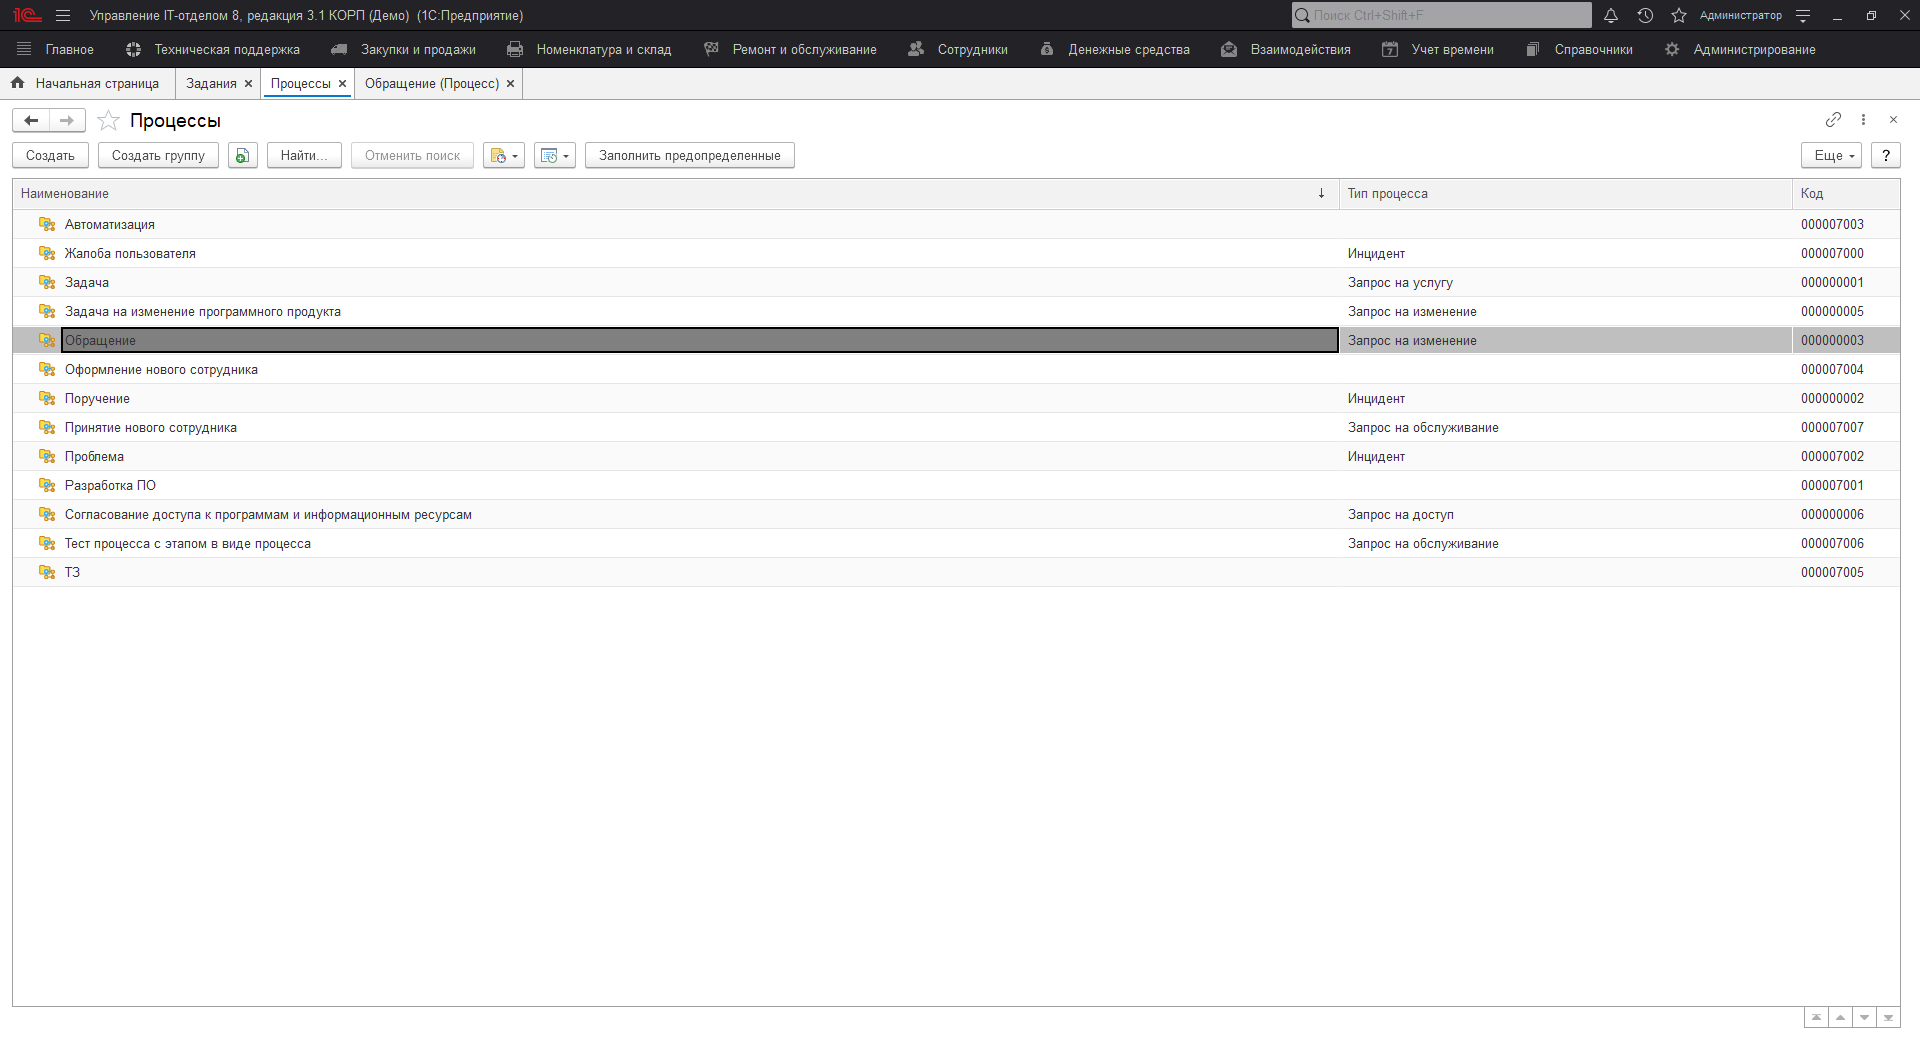 1С Управление IT-отделом 8, редакция 3.1 КОРП (Демо) (1С:Предприятие) Поиск Ctrl+Shift+F Администратор
Главное Техническая поддержка Закупки и продажи Номенклатура и склад Ремонт и обслуживание Сотрудники Денежные средства Взаимодействия Учет времени Справочники Администрирование
Начальная страница Задания × Процессы × Обращение (Процесс) ×
Процессы
Создать Создать группу Найти... Отменить поиск Заполнить предопределенные Еще ?
Наименование ↓ Тип процесса Код
Автоматизация 000007003
Жалоба пользователя Инцидент 000007000
Задача Запрос на услугу 000000001
Задача на изменение программного продукта Запрос на изменение 000000005
Обращение Запрос на изменение 000000003
Оформление нового сотрудника 000007004
Поручение Инцидент 000000002
Принятие нового сотрудника Запрос на обслуживание 000007007
Проблема Инцидент 000007002
Разработка ПО 000007001
Согласование доступа к программам и информационным ресурсам Запрос на доступ 000000006
Тест процесса с этапом в виде процесса Запрос на обслуживание 000007006
ТЗ 000007005